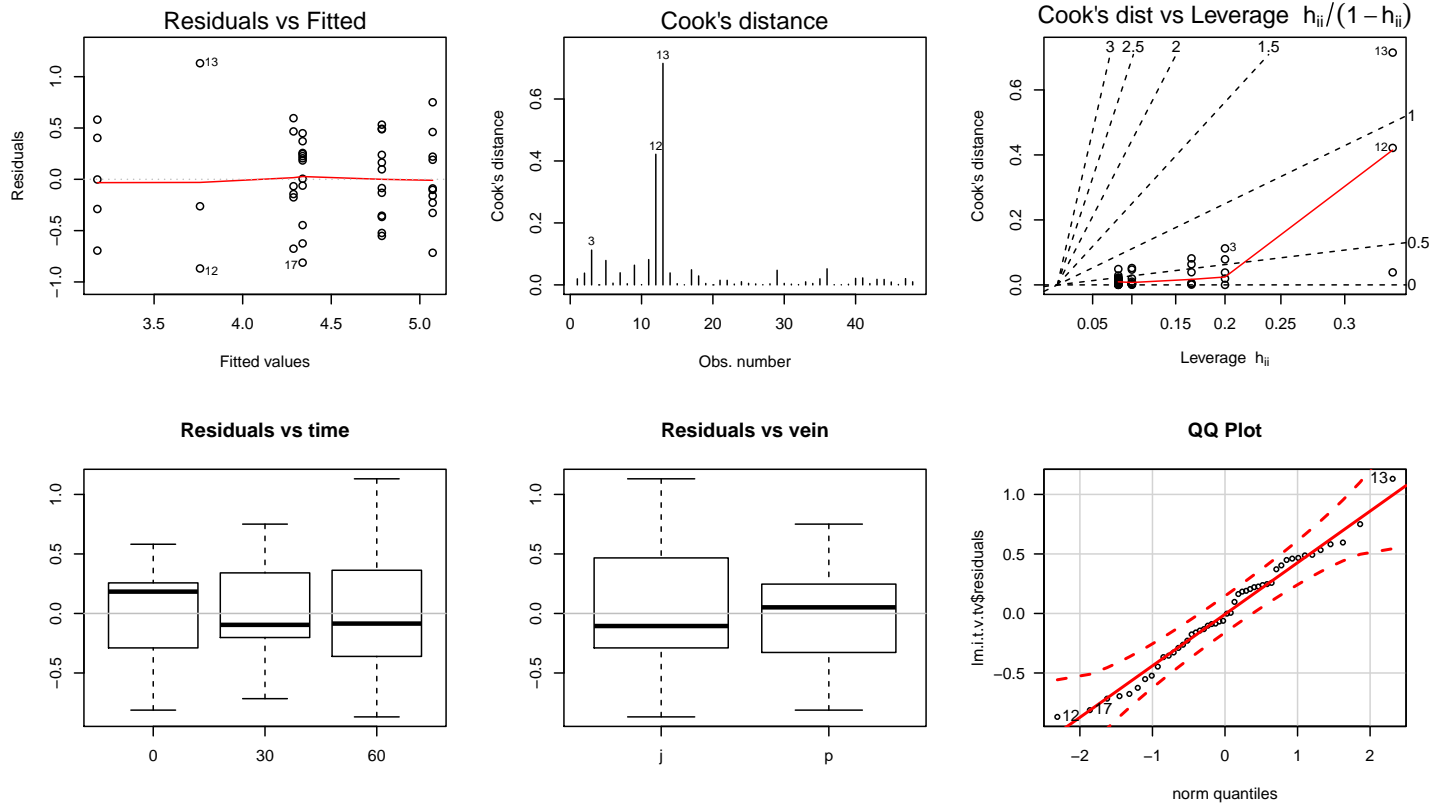 Residuals vs Fitted
Residuals
1.0
0.5
0.0
−0.5
−1.0
13
12
17
3.5 4.0 4.5 5.0
Fitted values
Cook's distance
Cook's distance
0.6
0.4
0.2
0.0
3
12
13
0 10 20 30 40
Obs. number
Cook's dist vs Leverage hii/(1−hii)
Cook's distance
0.6
0.4
0.2
0.0
3 2.5 2 1.5
1
0.5
0
13
12
3
0.05 0.15 0.2 0.25 0.3
Leverage hii
Residuals vs time
1.0
0.5
0.0
−0.5
0 30 60
Residuals vs vein
1.0
0.5
0.0
−0.5
j p
QQ Plot
lm.i.t.v.tv$residuals
1.0
0.5
0.0
−0.5
13
12
17
−2 −1 0 1 2
norm quantiles